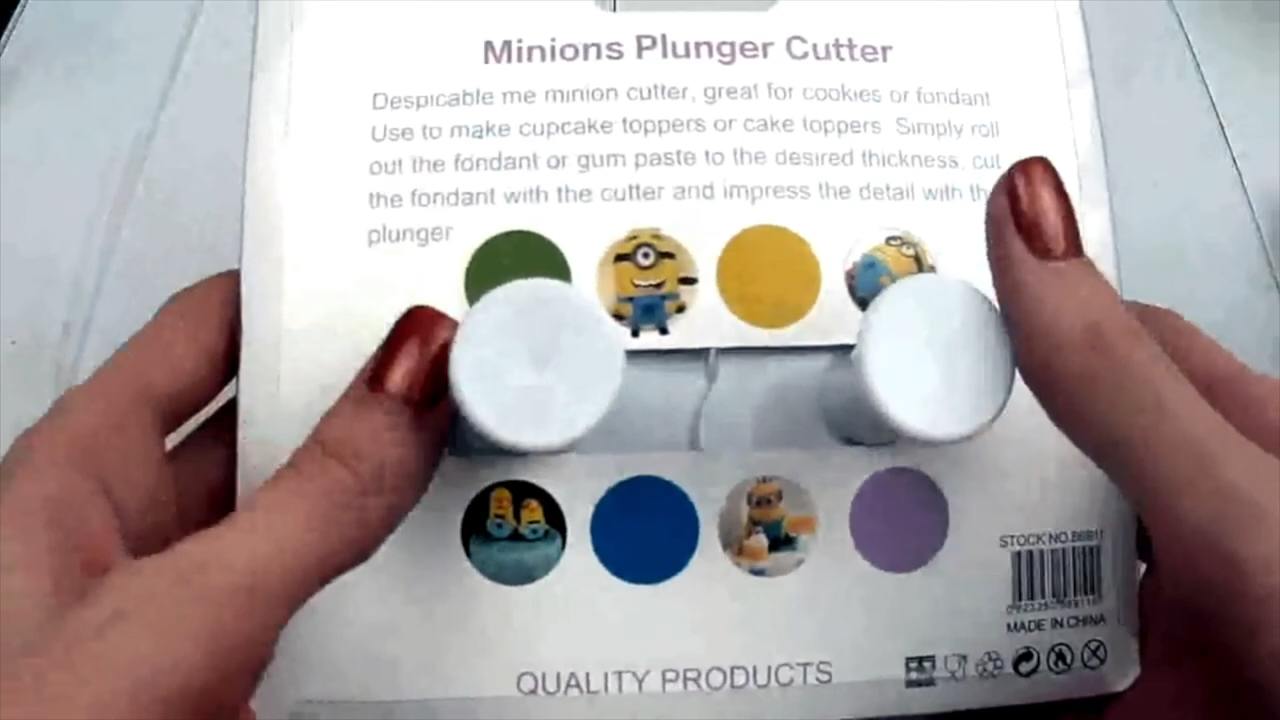 Minions Plunger Cutter
Despicable me minion cutter, great for cookies or fondant
Use to make cupcake toppers or cake toppers. Simply roll
out the fondant or gum paste to the desired thickness, cut
the fondant with the cutter and impress the detail with
plunger
STOCK NO.
MADE IN CHINA
QUALITY PRODUCTS